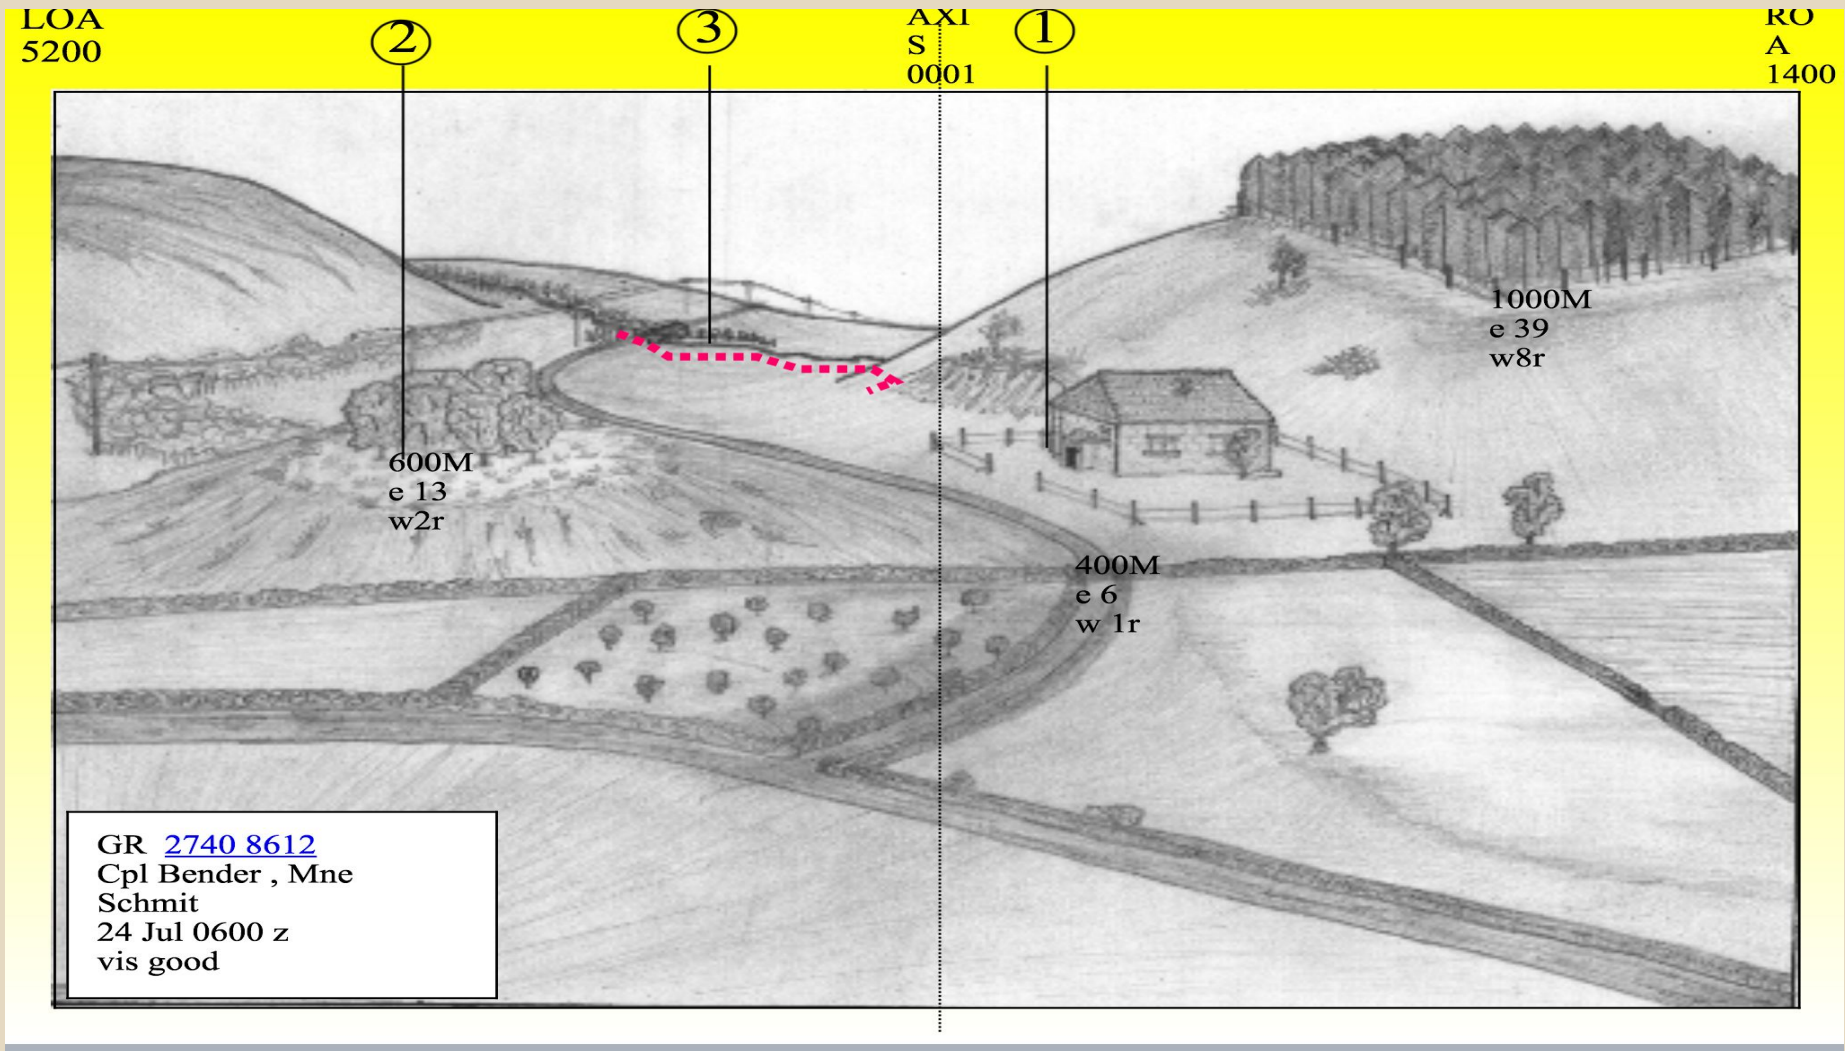 LOA
5200
2
3
AXI
S
0001
1
RO
A
1400
1000M
e 39
w8r
600M
e 13
w2r
400M
e 6
w 1r
GR 2740 8612
Cpl Bender , Mne
Schmit
24 Jul 0600 z
vis good